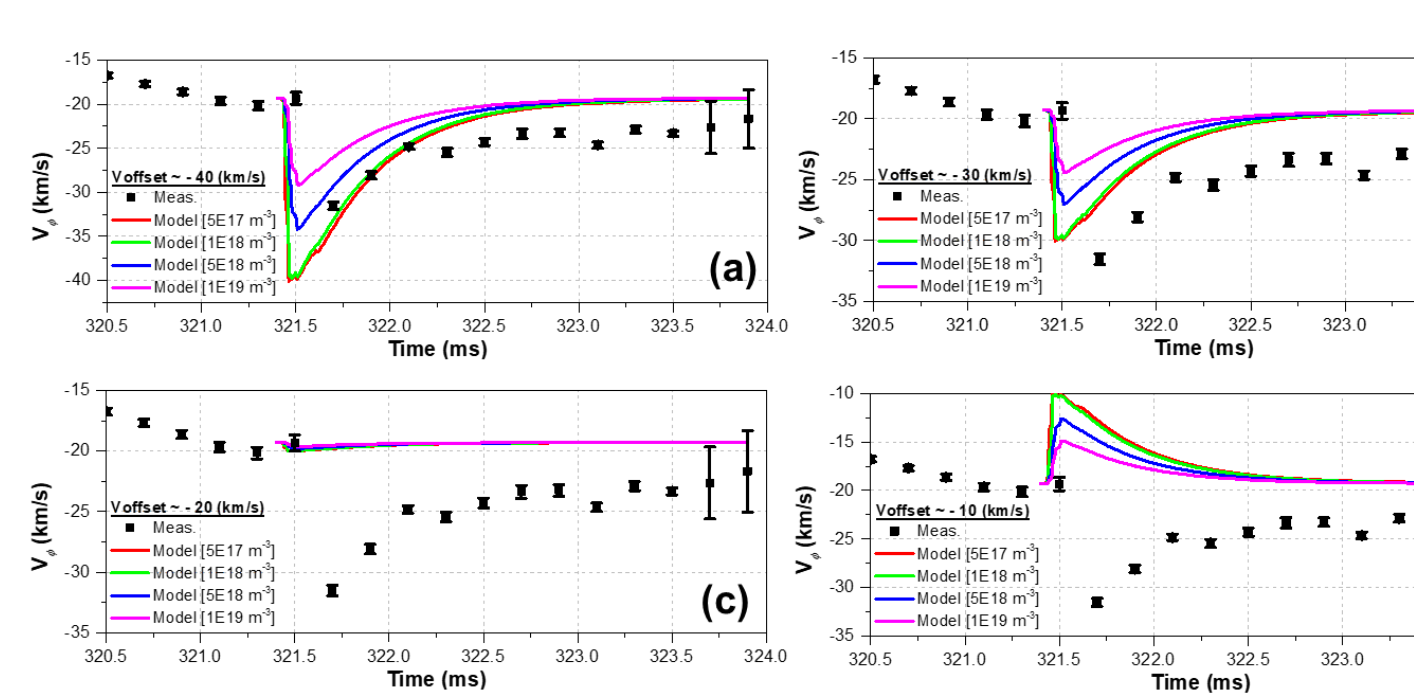 -15
-20
-25
-30
-35
-40
Vϕ (km/s)
Voffset ~ - 40 (km/s)
Meas.
Model [5E17 m⁻³]
Model [1E18 m⁻³]
Model [5E18 m⁻³]
Model [1E19 m⁻³]
(a)
320.5 321.0 321.5 322.0 322.5 323.0 323.5 324.0
Time (ms)
-15
-20
-25
-30
-35
Vϕ (km/s)
Voffset ~ - 30 (km/s)
Meas.
Model [5E17 m⁻³]
Model [1E18 m⁻³]
Model [5E18 m⁻³]
Model [1E19 m⁻³]
320.5 321.0 321.5 322.0 322.5 323.0
Time (ms)
-15
-20
-25
-30
-35
Vϕ (km/s)
Voffset ~ - 20 (km/s)
Meas.
Model [5E17 m⁻³]
Model [1E18 m⁻³]
Model [5E18 m⁻³]
Model [1E19 m⁻³]
(c)
320.5 321.0 321.5 322.0 322.5 323.0 323.5 324.0
Time (ms)
-10
-15
-20
-25
-30
-35
Vϕ (km/s)
Voffset ~ - 10 (km/s)
Meas.
Model [5E17 m⁻³]
Model [1E18 m⁻³]
Model [5E18 m⁻³]
Model [1E19 m⁻³]
320.5 321.0 321.5 322.0 322.5 323.0
Time (ms)